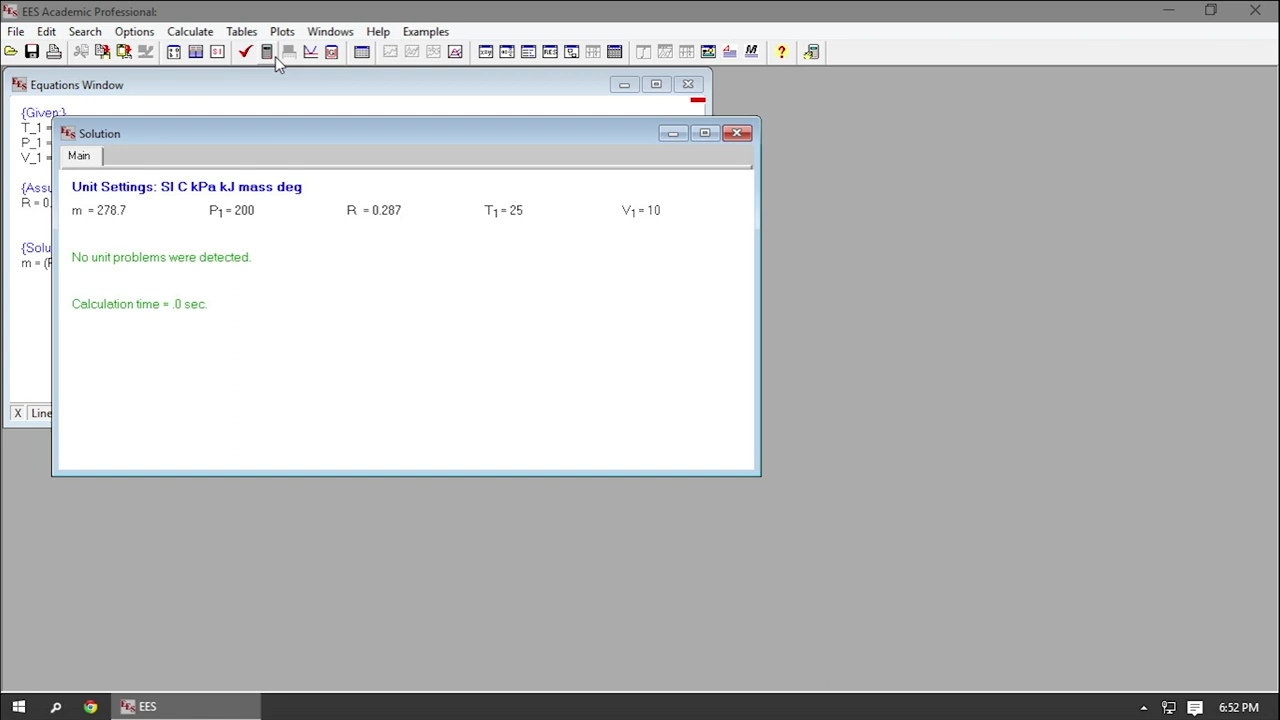 EES Academic Professional:
File Edit Search Options Calculate Tables Plots Windows Help Examples
Equations Window
{Given:}
T_1 =
P_1 =
V_1 =
{Assu
R = 0.
{Solu
m = (
Solution
Main
Unit Settings: SI C kPa kJ mass deg
m = 278.7 P1 = 200 R = 0.287 T1 = 25 V1 = 10
No unit problems were detected.
Calculation time = .0 sec.
X Line
EES
6:52 PM